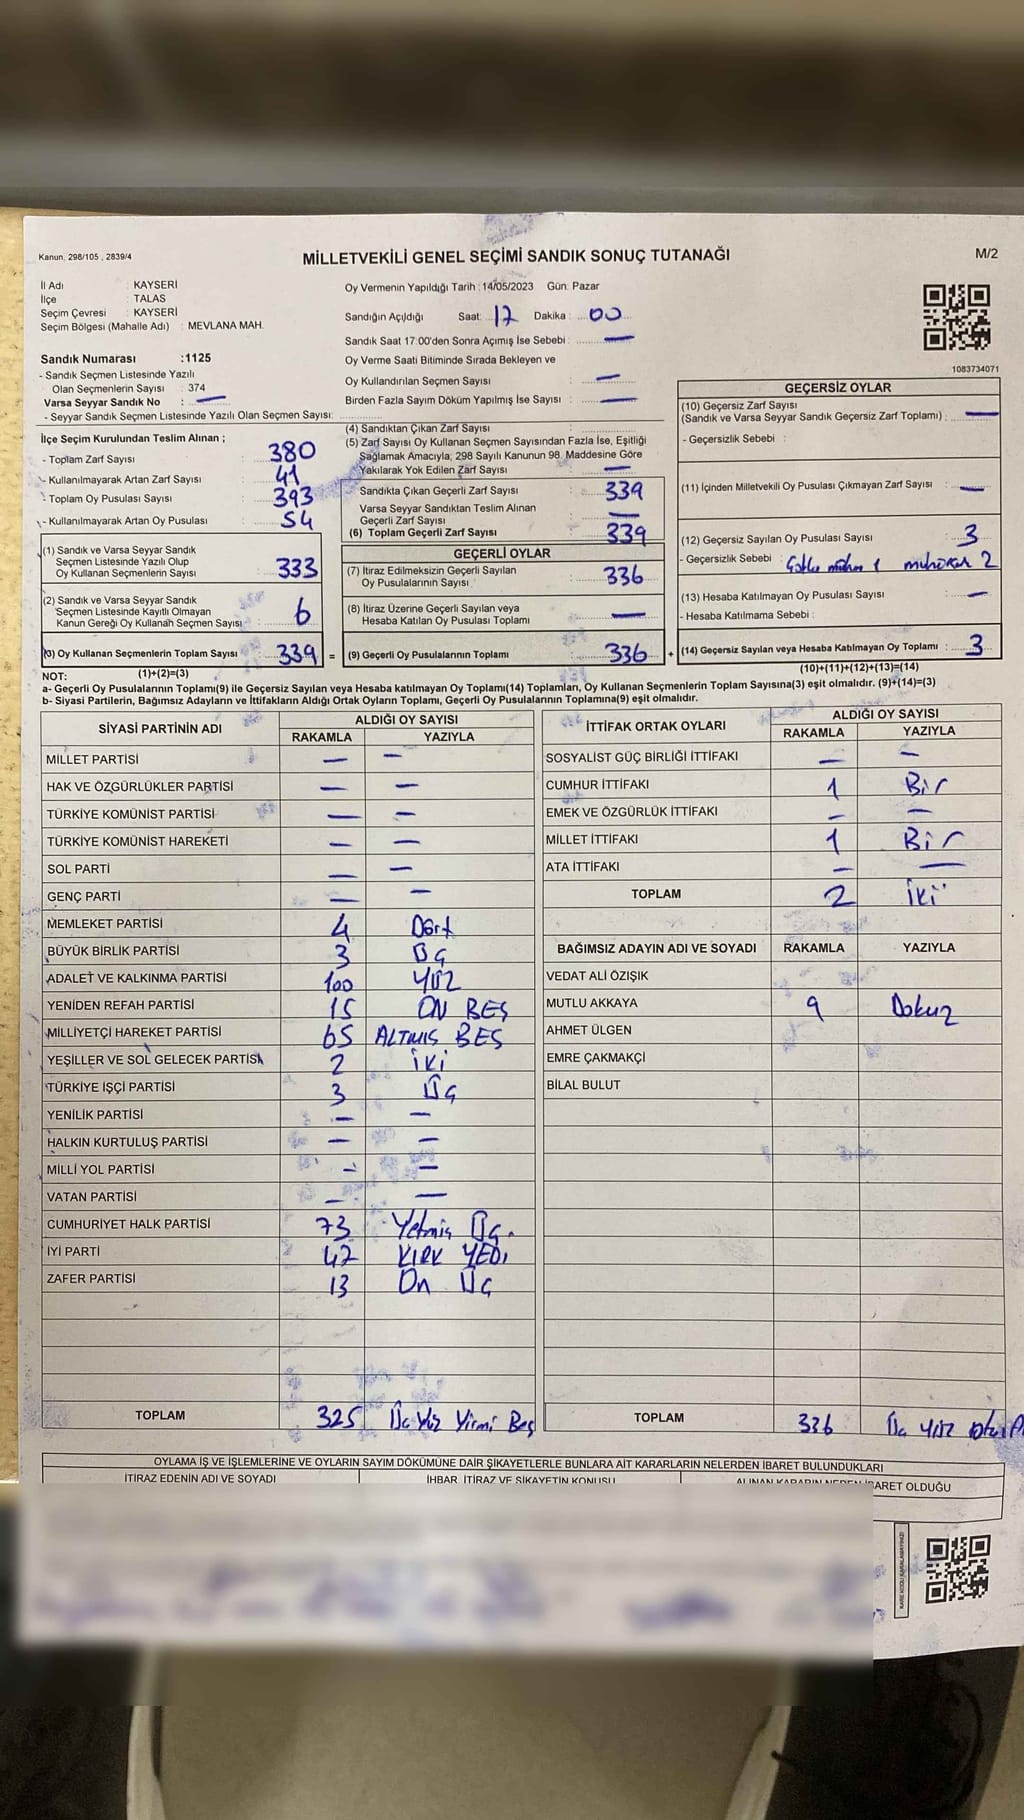 Kanun, 298/105 , 2839/4
MİLLETVEKİLİ GENEL SEÇİMİ SANDIK SONUÇ TUTANAĞI
M/2
İl Adı : KAYSERİ
İlçe : TALAS
Seçim Çevresi : KAYSERİ
Seçim Bölgesi (Mahalle Adı) : MEVLANA MAH.
Oy Vermenin Yapıldığı Tarih : 14/05/2023 Gün: Pazar
Sandığın Açıldığı Saat: 17 Dakika : 00
Sandık Saat 17:00'den Sonra Açımış İse Sebebi : —
Oy Verme Saati Bitiminde Sırada Bekleyen ve
Oy Kullandırılan Seçmen Sayısı : —
Birden Fazla Sayım Döküm Yapılmış İse Sayısı : —
1083734071
Sandık Numarası :1125
- Sandık Seçmen Listesinde Yazılı
Olan Seçmenlerin Sayısı : 374
Varsa Seyyar Sandık No : —
- Seyyar Sandık Seçmen Listesinde Yazılı Olan Seçmen Sayısı:
İlçe Seçim Kurulundan Teslim Alınan ;
- Toplam Zarf Sayısı : 380
- Kullanılmayarak Artan Zarf Sayısı : 41
- Toplam Oy Pusulası Sayısı : 393
- Kullanılmayarak Artan Oy Pusulası : 54
(1) Sandık ve Varsa Seyyar Sandık
Seçmen Listesinde Yazılı Olup
Oy Kullanan Seçmenlerin Sayısı : 333
(2) Sandık ve Varsa Seyyar Sandık
Seçmen Listesinde Kayıtlı Olmayan
Kanun Gereği Oy Kullanan Seçmen Sayısı : 6
(3) Oy Kullanan Seçmenlerin Toplam Sayısı : 339 =
(4) Sandıktan Çıkan Zarf Sayısı :
(5) Zarf Sayısı Oy Kullanan Seçmen Sayısından Fazla İse, Eşitliği
Sağlamak Amacıyla; 298 Sayılı Kanunun 98. Maddesine Göre
Yakılarak Yok Edilen Zarf Sayısı : —
Sandıkta Çıkan Geçerli Zarf Sayısı : 339
Varsa Seyyar Sandıktan Teslim Alınan
Geçerli Zarf Sayısı : —
(6) Toplam Geçerli Zarf Sayısı : 339
GEÇERLİ OYLAR
(7) İtiraz Edilmeksizin Geçerli Sayılan
Oy Pusulalarının Sayısı : 336
(8) İtiraz Üzerine Geçerli Sayılan veya
Hesaba Katılan Oy Pusulası Toplamı : —
(9) Geçerli Oy Pusulalarının Toplamı : 336 +
GEÇERSİZ OYLAR
(10) Geçersiz Zarf Sayısı
(Sandık ve Varsa Seyyar Sandık Geçersiz Zarf Toplamı) : —
- Geçersizlik Sebebi :
(11) İçinden Milletvekili Oy Pusulası Çıkmayan Zarf Sayısı : —
(12) Geçersiz Sayılan Oy Pusulası Sayısı : 3
- Geçersizlik Sebebi : 1 2
(13) Hesaba Katılmayan Oy Pusulası Sayısı : —
- Hesaba Katılmama Sebebi :
(14) Geçersiz Sayılan veya Hesaba Katılmayan Oy Toplamı : 3
NOT:
(1)+(2)=(3)
(10)+(11)+(12)+(13)=(14)
a- Geçerli Oy Pusulalarının Toplamı(9) ile Geçersiz Sayılan veya Hesaba katılmayan Oy Toplamı(14) Toplamları, Oy Kullanan Seçmenlerin Toplam Sayısına(3) eşit olmalıdır. (9)+(14)=(3)
b- Siyasi Partilerin, Bağımsız Adayların ve İttifakların Aldığı Ortak Oyların Toplamı, Geçerli Oy Pusulalarının Toplamına(9) eşit olmalıdır.
SİYASİ PARTİNİN ADI ALDIĞI OY SAYISI
RAKAMLA YAZIYLA
MİLLET PARTİSİ — —
HAK VE ÖZGÜRLÜKLER PARTİSİ — —
TÜRKİYE KOMÜNİST PARTİSİ — —
TÜRKİYE KOMÜNİST HAREKETİ — —
SOL PARTİ — —
GENÇ PARTİ — —
MEMLEKET PARTİSİ 4 Dört
BÜYÜK BİRLİK PARTİSİ 3 ÜÇ
ADALET VE KALKINMA PARTİSİ 100 YÜZ
YENİDEN REFAH PARTİSİ 15 ON BEŞ
MİLLİYETÇİ HAREKET PARTİSİ 65 ALTMIŞ BEŞ
YEŞİLLER VE SOL GELECEK PARTİSİ 2 İKİ
TÜRKİYE İŞÇİ PARTİSİ 3 Üç
YENİLİK PARTİSİ — —
HALKIN KURTULUŞ PARTİSİ — —
MİLLİ YOL PARTİSİ — —
VATAN PARTİSİ — —
CUMHURİYET HALK PARTİSİ 73 Yetmiş Üç.
İYİ PARTİ 47 KIRK YEDİ
ZAFER PARTİSİ 13 On Üç
TOPLAM 325 Üç Yüz Yirmi Beş
İTTİFAK ORTAK OYLARI ALDIĞI OY SAYISI
RAKAMLA YAZIYLA
SOSYALİST GÜÇ BİRLİĞİ İTTİFAKI — —
CUMHUR İTTİFAKI 1 Bir
EMEK VE ÖZGÜRLÜK İTTİFAKI — —
MİLLET İTTİFAKI 1 Bir
ATA İTTİFAKI — —
TOPLAM 2 İki
BAĞIMSIZ ADAYIN ADI VE SOYADI RAKAMLA YAZIYLA
VEDAT ALİ ÖZIŞIK
MUTLU AKKAYA 9 Dokuz
AHMET ÜLGEN
EMRE ÇAKMAKÇİ
BİLAL BULUT
TOPLAM 336 Üç YÜZ
OYLAMA İŞ VE İŞLEMLERİNE VE OYLARIN SAYIM DÖKÜMÜNE DAİR ŞİKAYETLERLE BUNLARA AİT KARARLARIN NELERDEN İBARET BULUNDUKLARI
İTİRAZ EDENİN ADI VE SOYADI İHBAR, İTİRAZ VE ŞİKAYETİN KONUSU ALINAN KARARIN NEDEN İBARET OLDUĞU